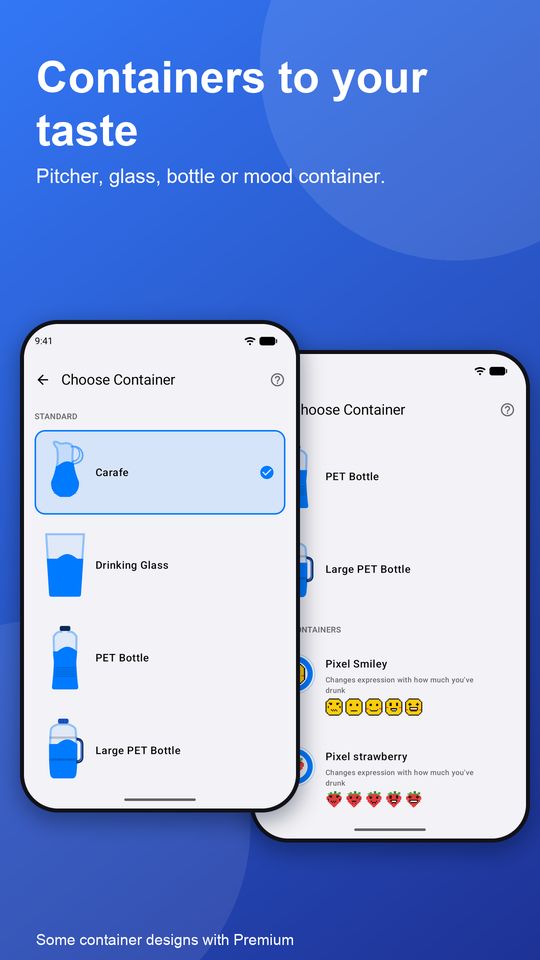 Containers to your
taste
Pitcher, glass, bottle or mood container.
9:41
Choose Container
STANDARD
Carafe
Drinking Glass
PET Bottle
Large PET Bottle
hoose Container
PET Bottle
Large PET Bottle
ONTAINERS
Pixel Smiley
Changes expression with how much you've
drunk
Pixel strawberry
Changes expression with how much you've
drunk
Some container designs with Premium